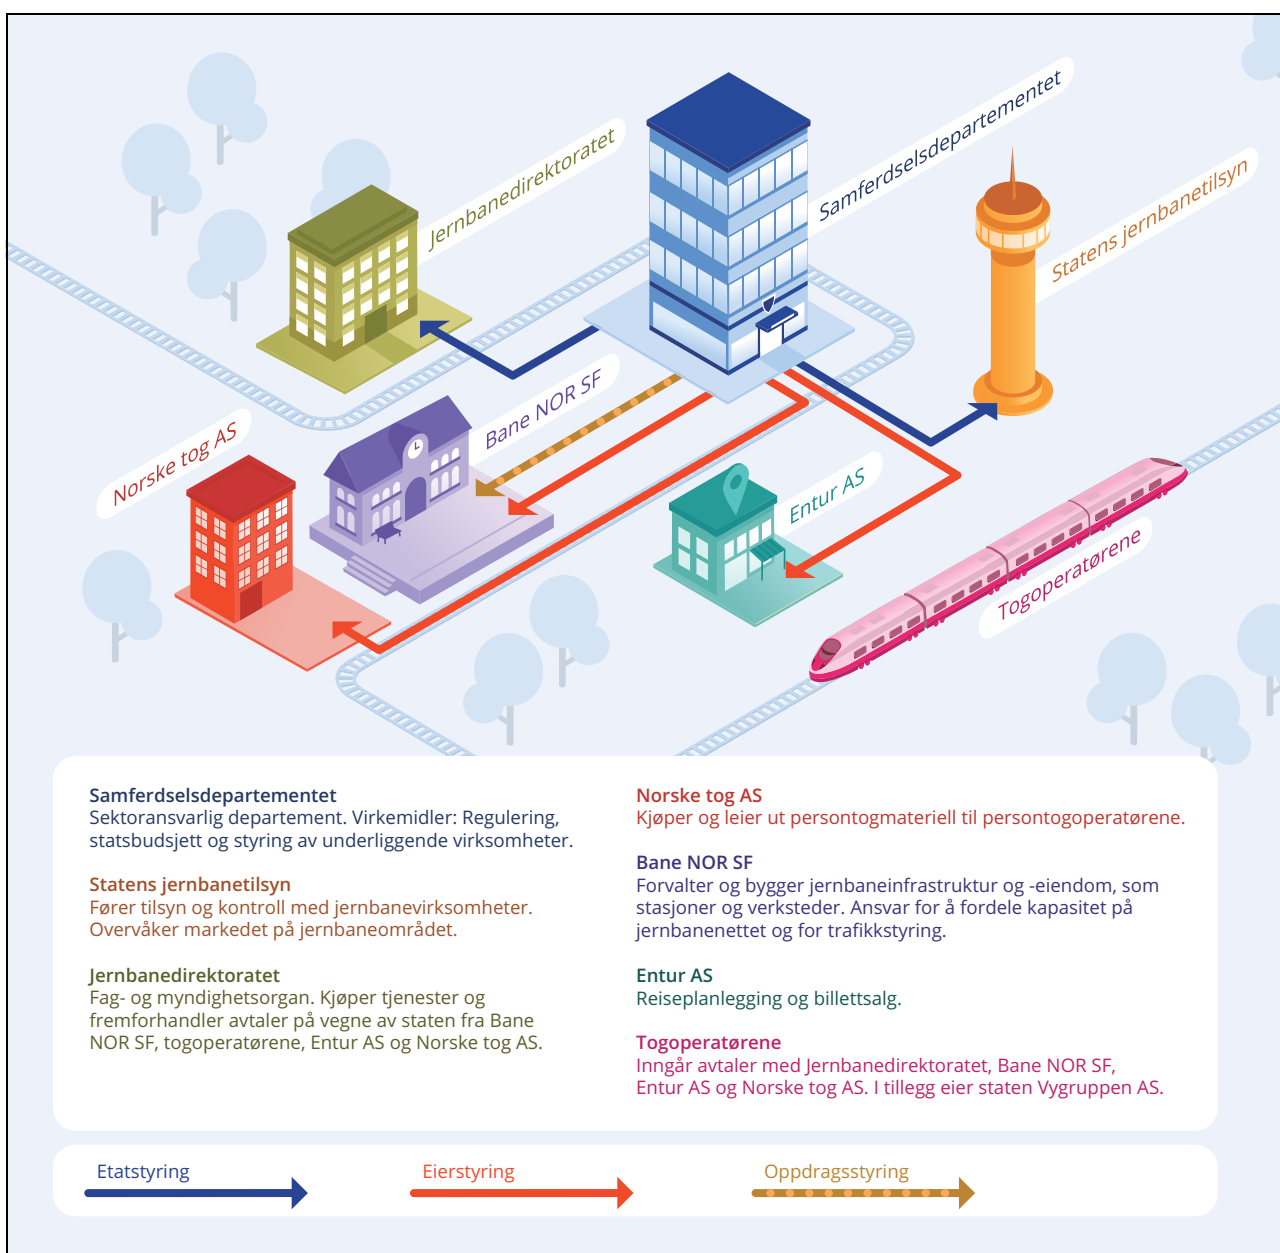 Samferdselsdepartementet
Jernbanedirektoratet
Statens jernbanetilsyn
Bane NOR SF
Norske tog AS
Entur AS
Togoperatørene
Samferdselsdepartementet
Sektoransvarlig departement. Virkemidler: Regulering,
statsbudsjett og styring av underliggende virksomheter.
Statens jernbanetilsyn
Fører tilsyn og kontroll med jernbanevirksomheter.
Overvåker markedet på jernbaneområdet.
Jernbanedirektoratet
Fag- og myndighetsorgan. Kjøper tjenester og
fremforhandler avtaler på vegne av staten fra Bane
NOR SF, togoperatørene, Entur AS og Norske tog AS.
Norske tog AS
Kjøper og leier ut persontogmateriell til persontogoperatørene.
Bane NOR SF
Forvalter og bygger jernbaneinfrastruktur og -eiendom, som
stasjoner og verksteder. Ansvar for å fordele kapasitet på
jernbanenettet og for trafikkstyring.
Entur AS
Reiseplanlegging og billettsalg.
Togoperatørene
Inngår avtaler med Jernbanedirektoratet, Bane NOR SF,
Entur AS og Norske tog AS. I tillegg eier staten Vygruppen AS.
Etatstyring
Eierstyring
Oppdragsstyring